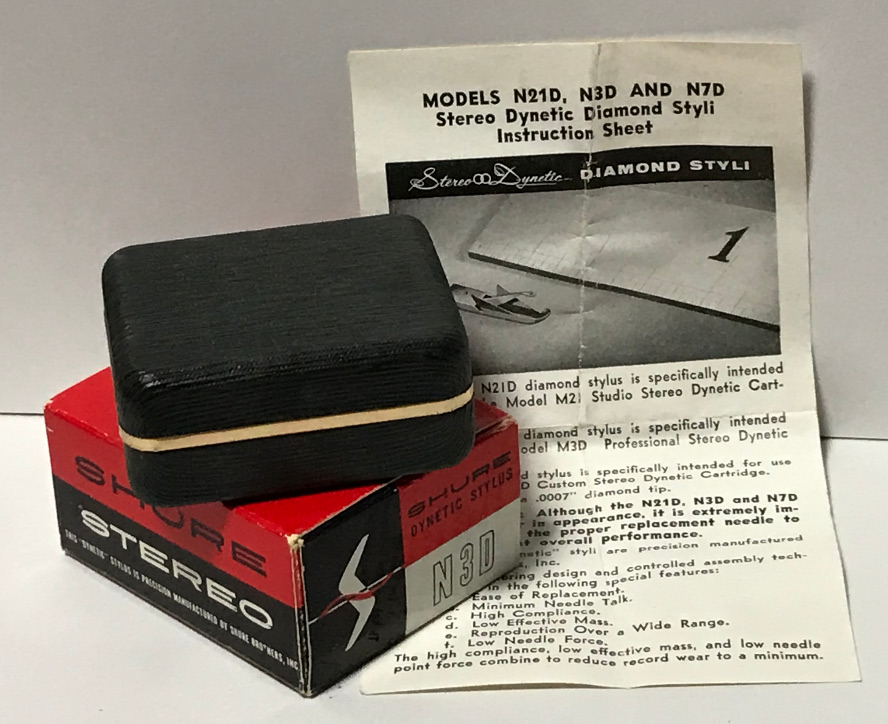 MODELS N21D, N3D AND N7D
Stereo Dynetic Diamond Styli
Instruction Sheet
Stereo Dynetic DIAMOND STYLI
1
N21D diamond stylus is specifically intended
Model M21 Studio Stereo Dynetic Cart-
diamond stylus is specifically intended
M3D Professional Stereo Dynetic
stylus is specifically intended for use
D Custom Stereo Dynetic Cartridge.
.0007" diamond tip.
Although the N21D, N3D and N7D
in appearance, it is extremely im-
the proper replacement needle to
overall performance.
styli are precision manufactured
Inc.
design and controlled assembly tech-
in the following special features:
Ease of Replacement.
Minimum Needle Talk.
c. High Compliance.
d. Low Effective Mass.
e. Reproduction Over a Wide Range.
f. Low Needle Force.
The high compliance, low effective mass, and low needle
point force combine to reduce record wear to a minimum.
SHURE
STEREO
THIS "DYNETIC" STYLUS IS PRECISION MANUFACTURED BY SHURE BROTHERS, INC.
SHURE
DYNETIC STYLUS
N3D